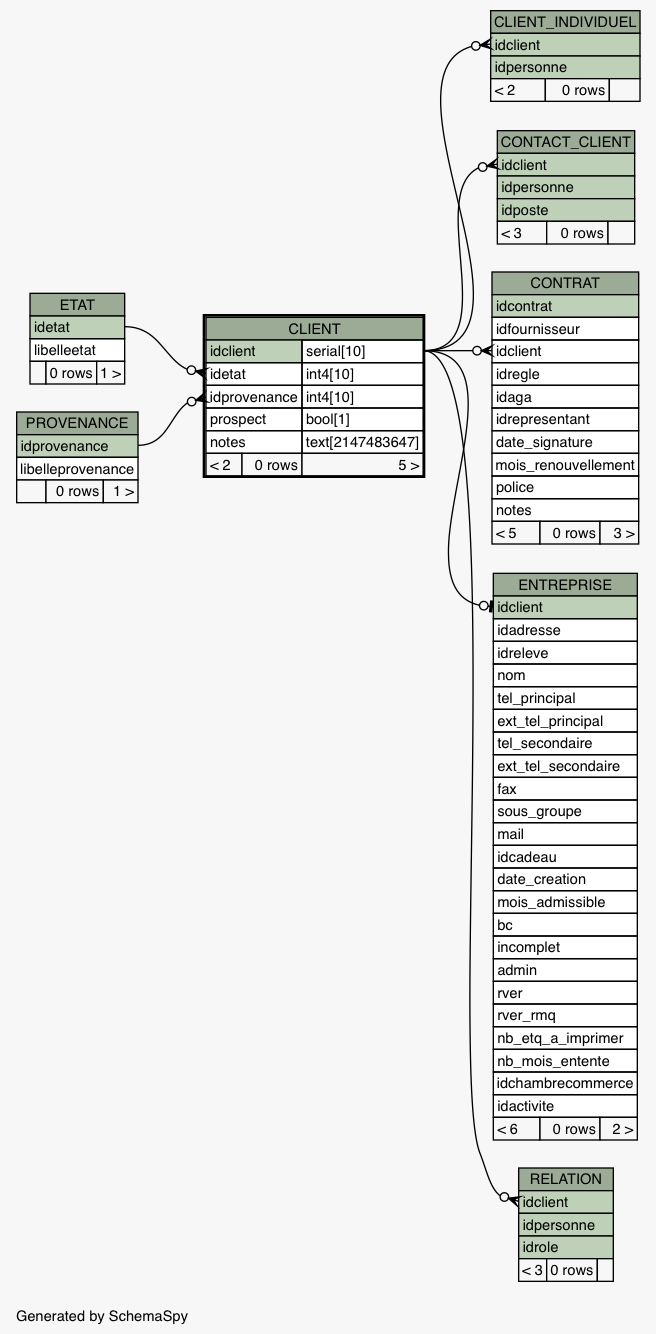 CLIENT_INDIVIDUEL
idclient
idpersonne
< 2 0 rows
CONTACT_CLIENT
idclient
idpersonne
idposte
< 3 0 rows
CONTRAT
idcontrat
idfournisseur
idclient
idregle
idaga
idrepresentant
date_signature
mois_renouvellement
police
notes
< 5 0 rows 3 >
ETAT
idetat
libelleetat
0 rows 1 >
PROVENANCE
idprovenance
libelleprovenance
0 rows 1 >
CLIENT
idclient serial[10]
idetat int4[10]
idprovenance int4[10]
prospect bool[1]
notes text[2147483647]
< 2 0 rows 5 >
ENTREPRISE
idclient
idadresse
idreleve
nom
tel_principal
ext_tel_principal
tel_secondaire
ext_tel_secondaire
fax
sous_groupe
mail
idcadeau
date_creation
mois_admissible
bc
incomplet
admin
rver
rver_rmq
nb_etq_a_imprimer
nb_mois_entente
idchambrecommerce
idactivite
< 6 0 rows 2 >
RELATION
idclient
idpersonne
idrole
< 3 0 rows
Generated by SchemaSpy